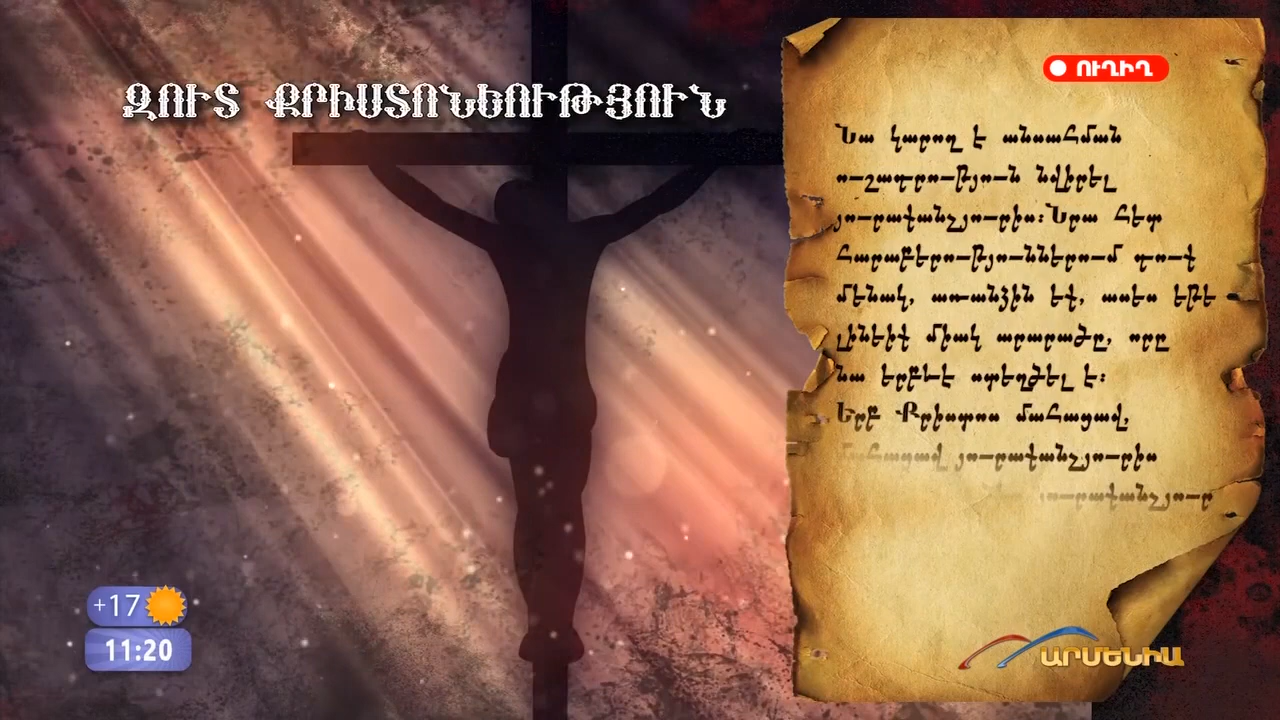 ԶՈՒՏ ՔՐԻՍՏՈՆԵՈՒԹՅՈՒՆ
ՈՒՂԻՂ
Նա կարող է անսահման
ուշադրություն նվիրել
յուրաքանչյուրիս։ Նրա հետ
հարաբերություններում դուք
մենակ, առանձին եք, ասես եթե
լինեիք միակ արարածը, որը
նա երբևէ ստեղծել է։
Երբ Քրիստոս մահացավ,
մահացավ յուրաքանչյուրիս
յուրաքանչյուր
+17
11:20
ԱՐՄԵՆԻԱ